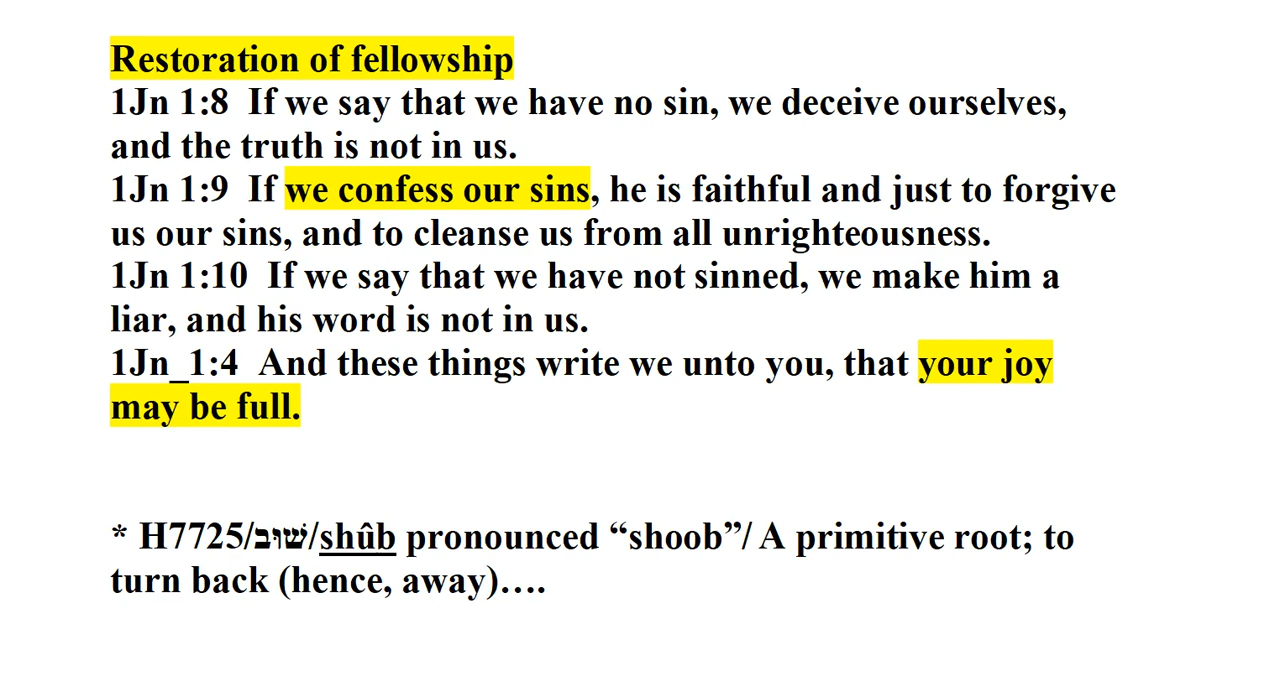 Restoration of fellowship
1Jn 1:8  If we say that we have no sin, we deceive ourselves,
and the truth is not in us.
1Jn 1:9  If we confess our sins, he is faithful and just to forgive
us our sins, and to cleanse us from all unrighteousness.
1Jn 1:10  If we say that we have not sinned, we make him a
liar, and his word is not in us.
1Jn_1:4  And these things write we unto you, that your joy
may be full.
* H7725/שׁוּב/shûb pronounced “shoob”/ A primitive root; to
turn back (hence, away)….